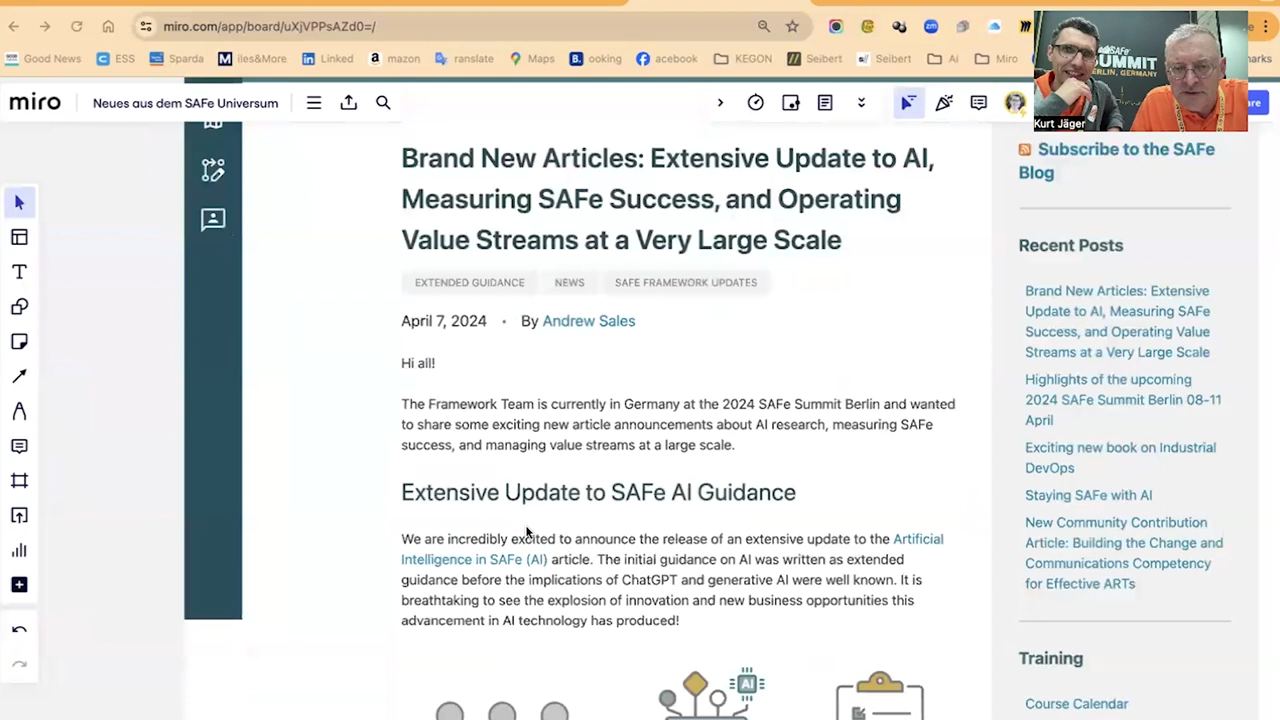 miro.com/app/board/uXjVPPsAZd0=/
Good News
ESS
Sparda
iles&More
Linked
amazon
ranslate
Maps
ooking
acebook
KEGON
Seibert
Seibert
Ai
Miro
arks
SAFe
SUMMIT
BERLIN, GERMANY
Kurt Jäger
miro
Neues aus dem SAFe Universum
are
Brand New Articles: Extensive Update to AI,
Measuring SAFe Success, and Operating
Value Streams at a Very Large Scale
EXTENDED GUIDANCE
NEWS
SAFE FRAMEWORK UPDATES
April 7, 2024 • By Andrew Sales
Hi all!
The Framework Team is currently in Germany at the 2024 SAFe Summit Berlin and wanted
to share some exciting new article announcements about AI research, measuring SAFe
success, and managing value streams at a large scale.
Extensive Update to SAFe AI Guidance
We are incredibly excited to announce the release of an extensive update to the Artificial
Intelligence in SAFe (AI) article. The initial guidance on AI was written as extended
guidance before the implications of ChatGPT and generative AI were well known. It is
breathtaking to see the explosion of innovation and new business opportunities this
advancement in AI technology has produced!
AI
Subscribe to the SAFe
Blog
Recent Posts
Brand New Articles: Extensive
Update to AI, Measuring SAFe
Success, and Operating Value
Streams at a Very Large Scale
Highlights of the upcoming
2024 SAFe Summit Berlin 08-11
April
Exciting new book on Industrial
DevOps
Staying SAFe with AI
New Community Contribution
Article: Building the Change and
Communications Competency
for Effective ARTs
Training
Course Calendar